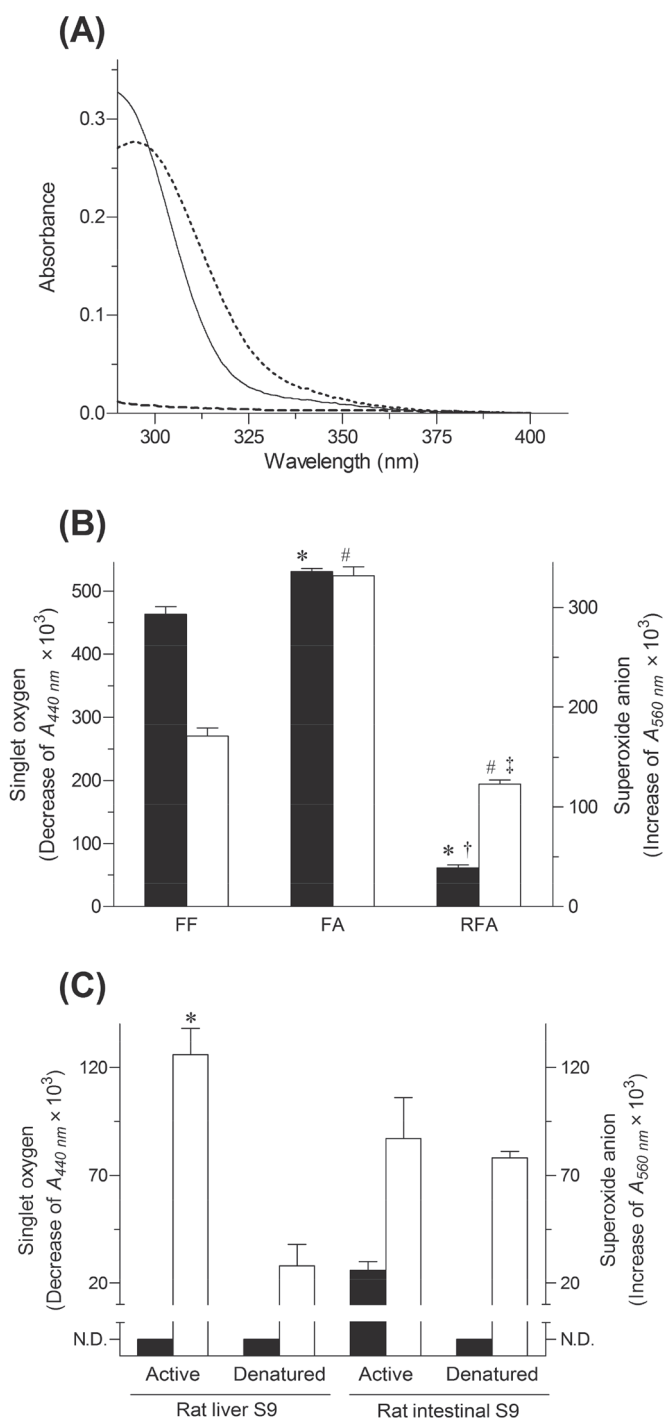 (A)
Absorbance
0.3
0.2
0.1
0.0
300
325
350
375
400
Wavelength (nm)
(B)
Singlet oxygen
(Decrease of A440 nm × 10³)
500
400
300
200
100
0
*
#
* †
# ‡
Superoxide anion
(Increase of A560 nm × 10³)
300
200
100
0
FF
FA
RFA
(C)
Singlet oxygen
(Decrease of A440 nm × 10³)
120
70
20
N.D.
*
Superoxide anion
(Increase of A560 nm × 10³)
120
70
20
N.D.
Active
Denatured
Active
Denatured
Rat liver S9
Rat intestinal S9